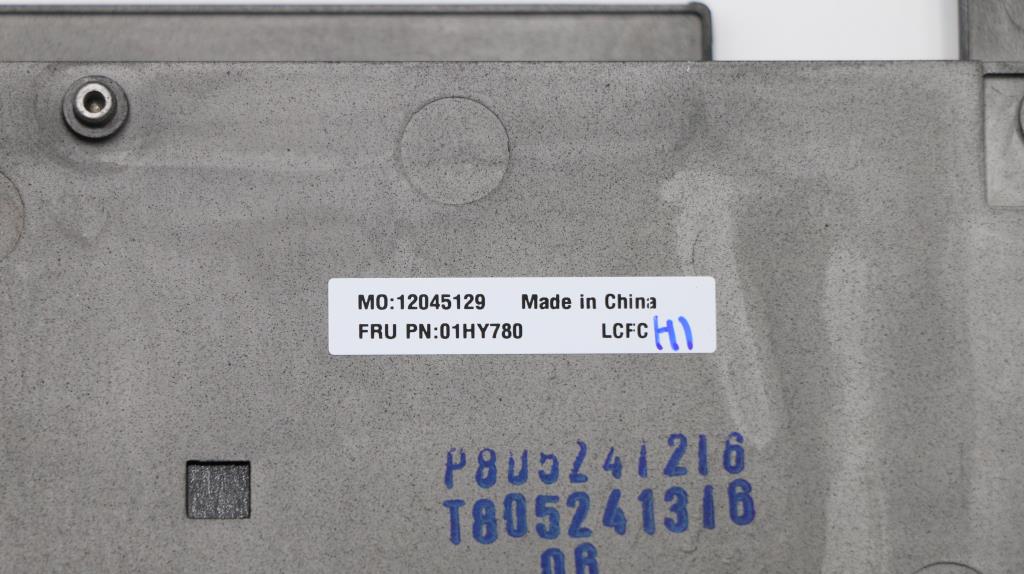 MO:12045129 Made in China
FRU PN:01HY780 LCFC H1
P805241216
T805241316